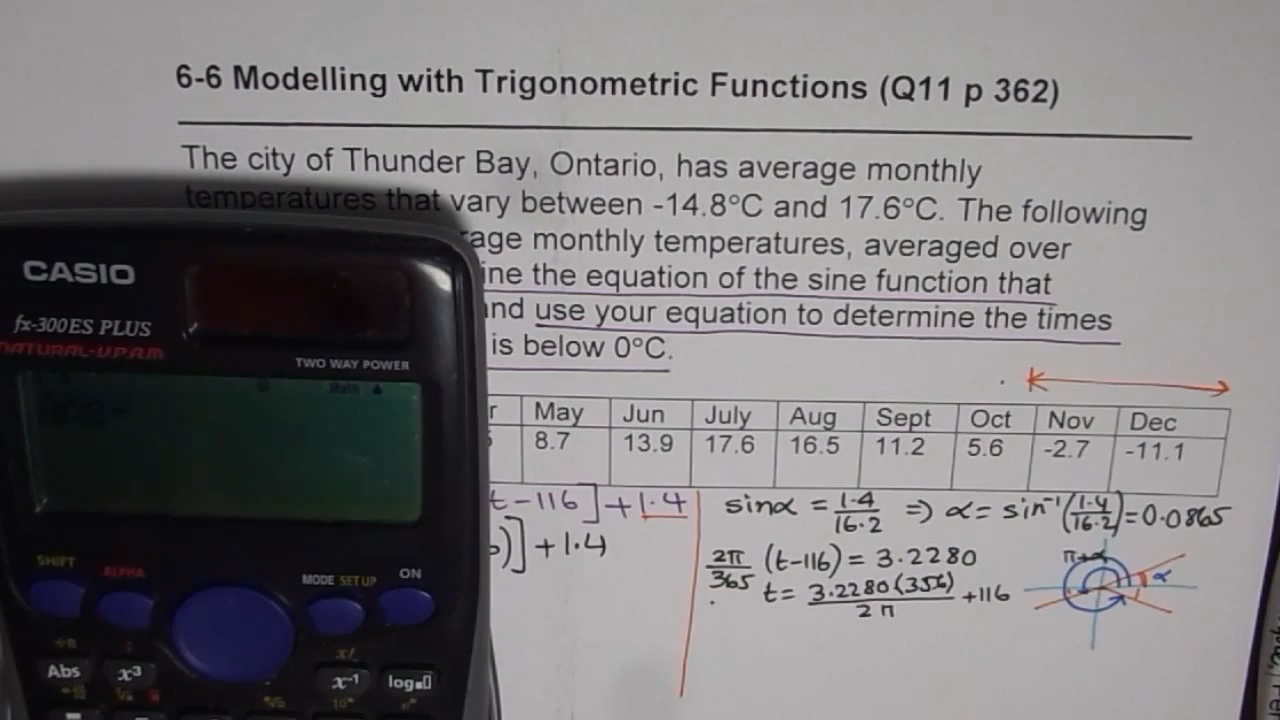 6-6 Modelling with Trigonometric Functions (Q11 p 362)
The city of Thunder Bay, Ontario, has average monthly
temperatures that vary between -14.8°C and 17.6°C. The following
monthly temperatures, averaged over
the equation of the sine function that
use your equation to determine the times
is below 0°C.
May Jun July Aug Sept Oct Nov Dec
8.7 13.9 17.6 16.5 11.2 5.6 -2.7 -11.1
t-116]+1.4
)]+1.4
sinα = 1.4/16.2 ⇒ α = sin⁻¹(1.4/16.2) = 0.0865
2π/365 (t-116) = 3.2280
t = 3.2280(356)/2π +116
π+α
α
CASIO
fx-300ES PLUS
NATURAL-V.P.A.M.
TWO WAY POWER
Math ▲
SHIFT ALPHA MODE SETUP ON
Abs x³ x⁻¹ log
x!